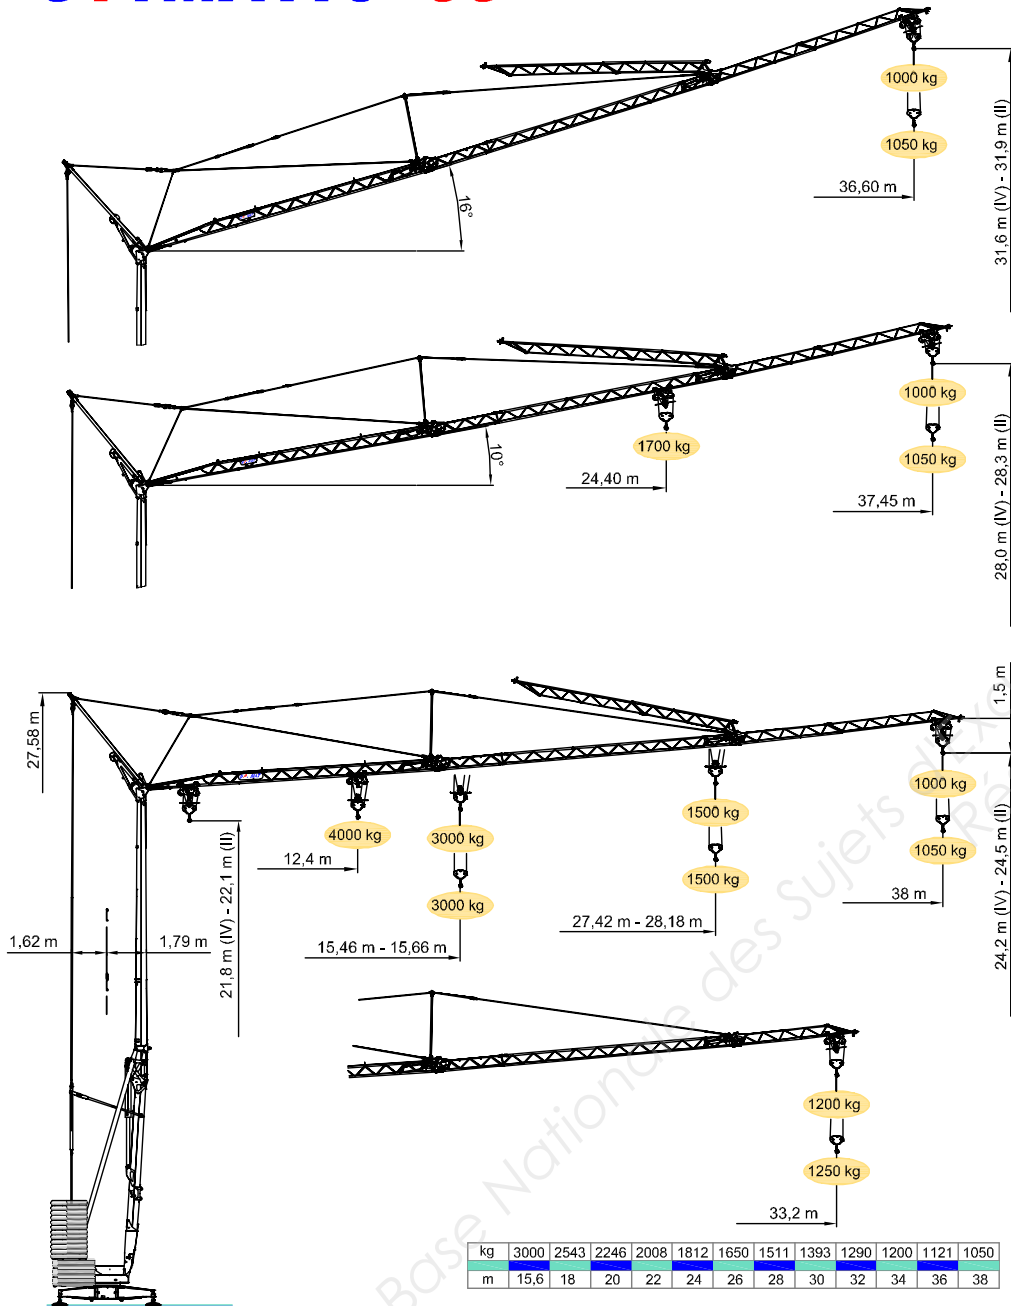 1000 kg
1050 kg
36,60 m
31,6 m (IV) - 31,9 m (II)
16°
1000 kg
1050 kg
1700 kg
24,40 m
37,45 m
28,0 m (IV) - 28,3 m (II)
10°
27,58 m
1,5 m
1000 kg
1050 kg
4000 kg
3000 kg
3000 kg
1500 kg
1500 kg
12,4 m
38 m
27,42 m - 28,18 m
15,46 m - 15,66 m
1,62 m
1,79 m
21,8 m (IV) - 22,1 m (II)
24,2 m (IV) - 24,5 m (II)
1200 kg
1250 kg
33,2 m
kg 3000 2543 2246 2008 1812 1650 1511 1393 1290 1200 1121 1050
m 15,6 18 20 22 24 26 28 30 32 34 36 38
Base Nationale des Sujets d'Exa
Ré